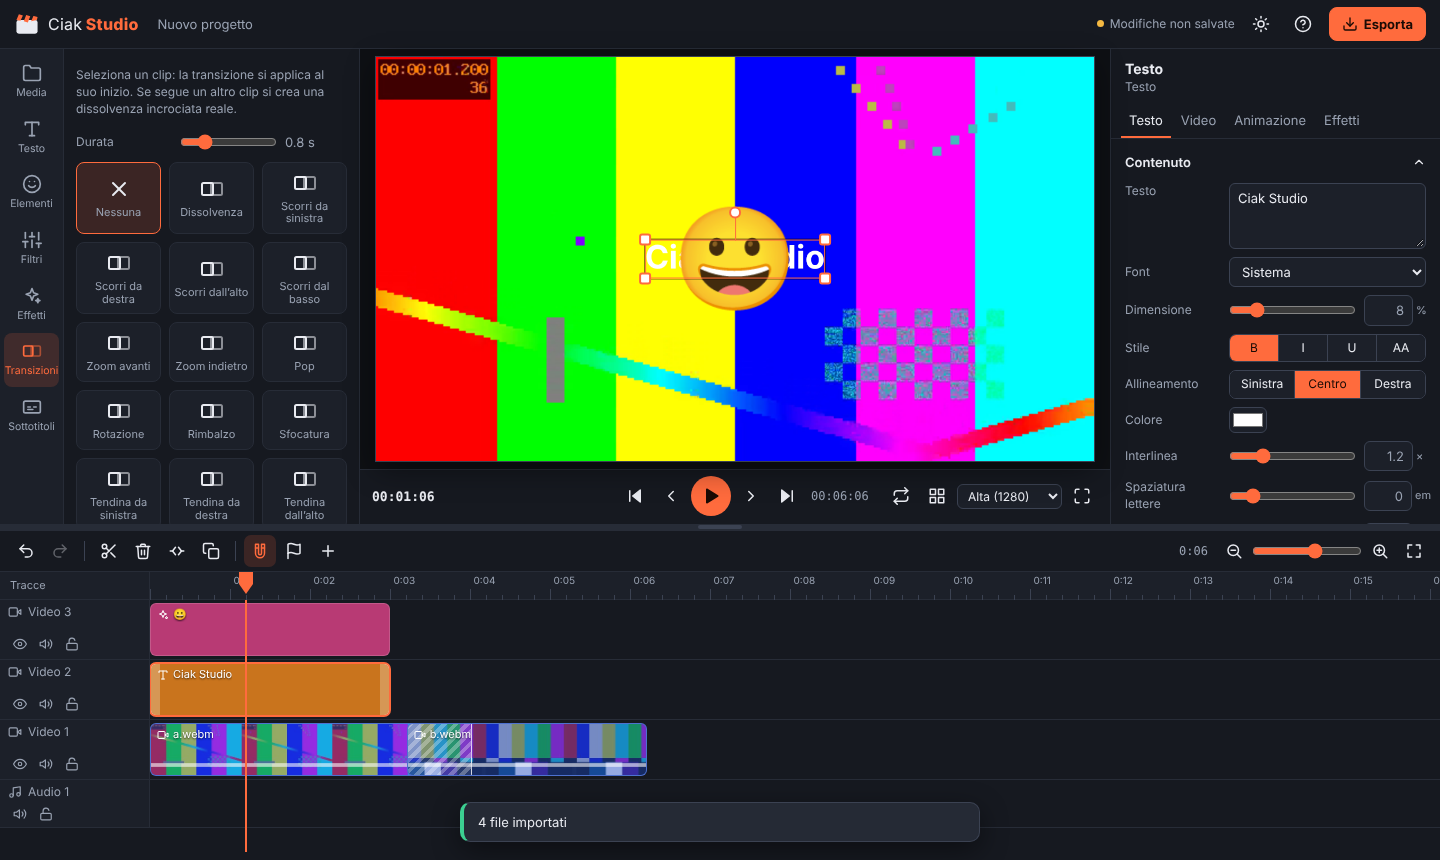 Ciak Studio
Nuovo progetto
Modifiche non salvate
Esporta
Media
Testo
Elementi
Filtri
Effetti
Transizioni
Sottotitoli
Seleziona un clip: la transizione si applica al
suo inizio. Se segue un altro clip si crea una
dissolvenza incrociata reale.
Durata
0.8 s
Nessuna
Dissolvenza
Scorri da
sinistra
Scorri da
destra
Scorri dall'alto
Scorri dal
basso
Zoom avanti
Zoom indietro
Pop
Rotazione
Rimbalzo
Sfocatura
Tendina da
sinistra
Tendina da
destra
Tendina
dall'alto
00:00:01.200
36
00:01:06
00:06:06
Alta (1280)
Testo
Testo
Testo
Video
Animazione
Effetti
Contenuto
Testo
Ciak Studio
Font
Sistema
Dimensione
8 %
Stile
B
I
U
AA
Allineamento
Sinistra
Centro
Destra
Colore
Interlinea
1.2 ×
Spaziatura
lettere
0 em
0:06
Tracce
0:02
0:03
0:04
0:05
0:06
0:07
0:08
0:09
0:10
0:11
0:12
0:13
0:14
0:15
Video 3
Video 2
Ciak Studio
Video 1
a.webm
b.webm
Audio 1
4 file importati